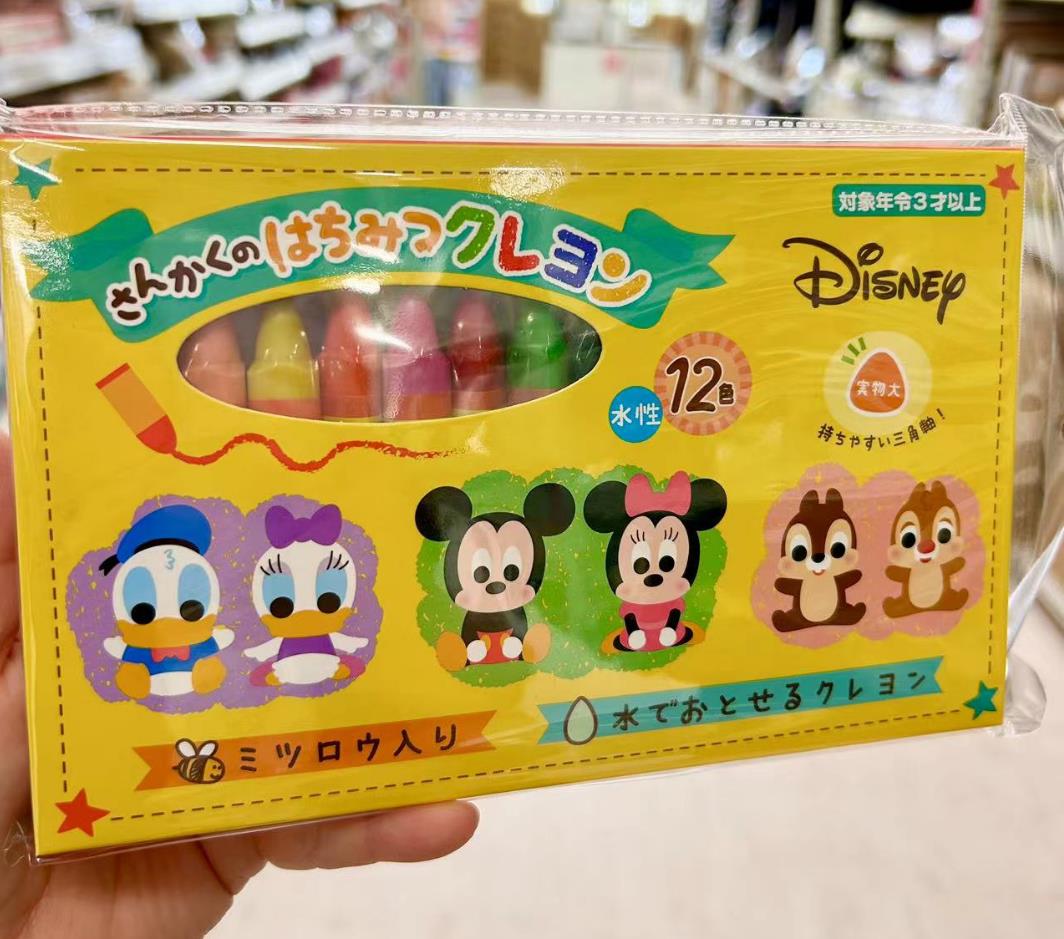 対象年令3才以上
さんかくのはちみつクレヨン
Disney
水性
12色
実物大
持ちやすい三角軸!
ミツロウ入り
水でおとせるクレヨン